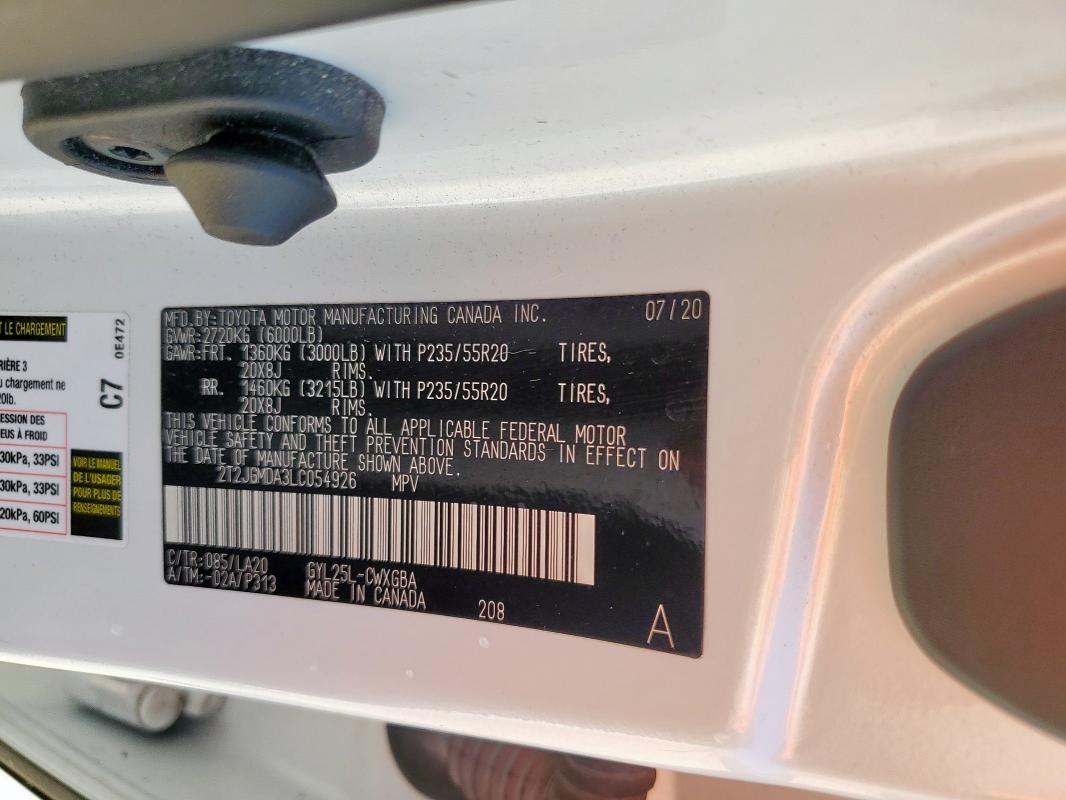 T LE CHARGEMENT
0E472
C7
RIÈRE 3
u chargement ne
20lb.
ESSION DES
EUS À FROID
30kPa, 33PSI
30kPa, 33PSI
20kPa, 60PSI
VOIR LE MANUEL
DE L'USAGER
POUR PLUS DE
RENSEIGNEMENTS
MFD.BY:TOYOTA MOTOR MANUFACTURING CANADA INC. 07/20
GVWR:2720KG (6000LB)
GAWR:FRT. 1360KG (3000LB) WITH P235/55R20 TIRES,
20X8J RIMS.
RR. 1460KG (3215LB) WITH P235/55R20 TIRES,
20X8J RIMS.
THIS VEHICLE CONFORMS TO ALL APPLICABLE FEDERAL MOTOR
VEHICLE SAFETY AND THEFT PREVENTION STANDARDS IN EFFECT ON
THE DATE OF MANUFACTURE SHOWN ABOVE.
2T2JGMDA3LC054926 MPV
C/TR:085/LA20 GYL25L-CWXGBA
A/TM:-02A/P313 MADE IN CANADA 208
A